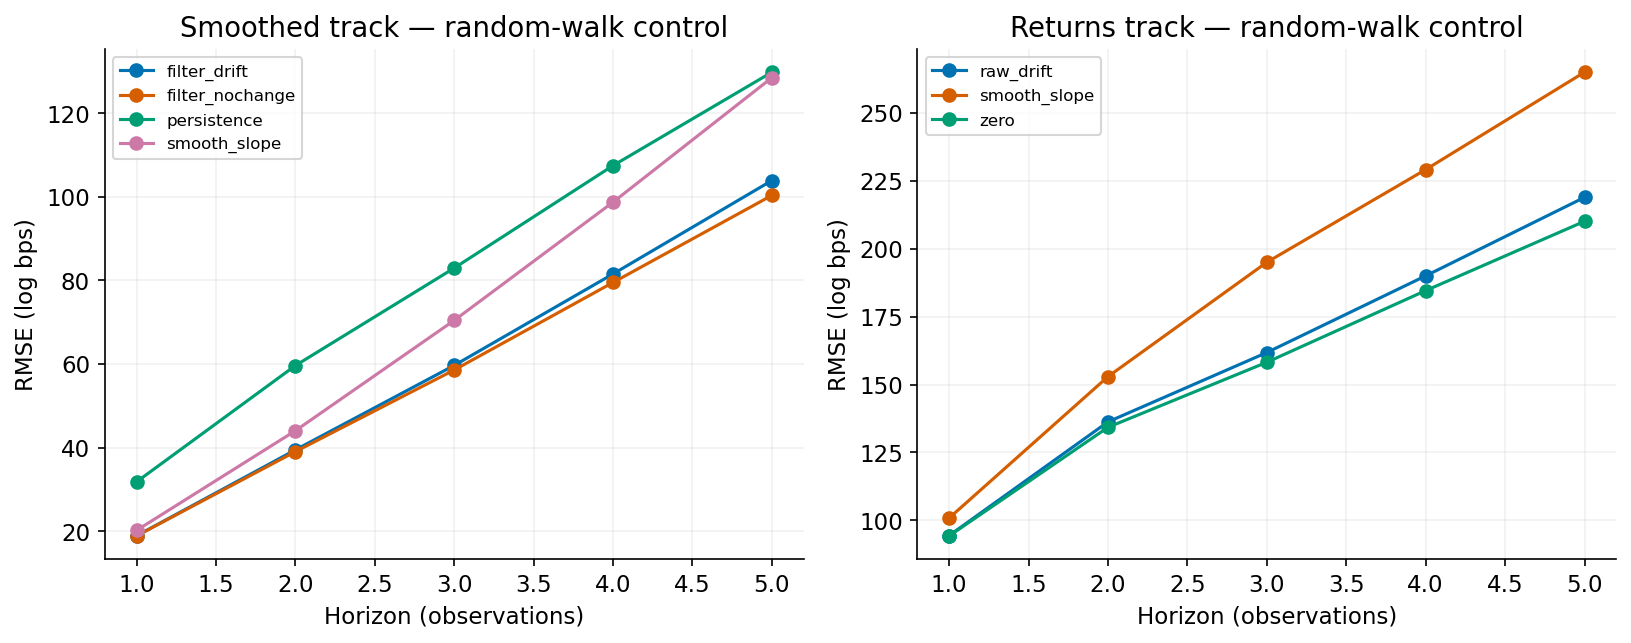 Smoothed track — random-walk control
filter_drift
filter_nochange
persistence
smooth_slope
RMSE (log bps)
120
100
80
60
40
20
1.0 1.5 2.0 2.5 3.0 3.5 4.0 4.5 5.0
Horizon (observations)
Returns track — random-walk control
raw_drift
smooth_slope
zero
RMSE (log bps)
250
225
200
175
150
125
100
1.0 1.5 2.0 2.5 3.0 3.5 4.0 4.5 5.0
Horizon (observations)